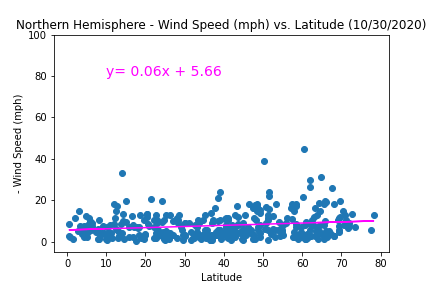 Northern Hemisphere - Wind Speed (mph) vs. Latitude (10/30/2020)
100
80
60
40
20
0
- Wind Speed (mph)
y= 0.06x + 5.66
0 10 20 30 40 50 60 70 80
Latitude